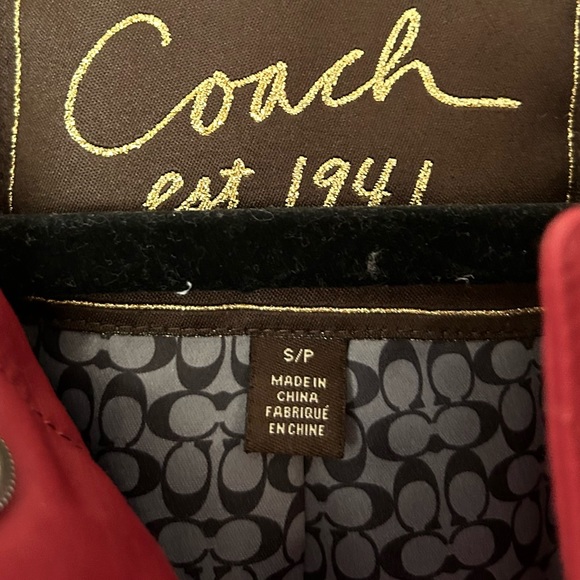 Coach
est 1941
S/P
MADE IN
CHINA
FABRIQUÉ
EN CHINE